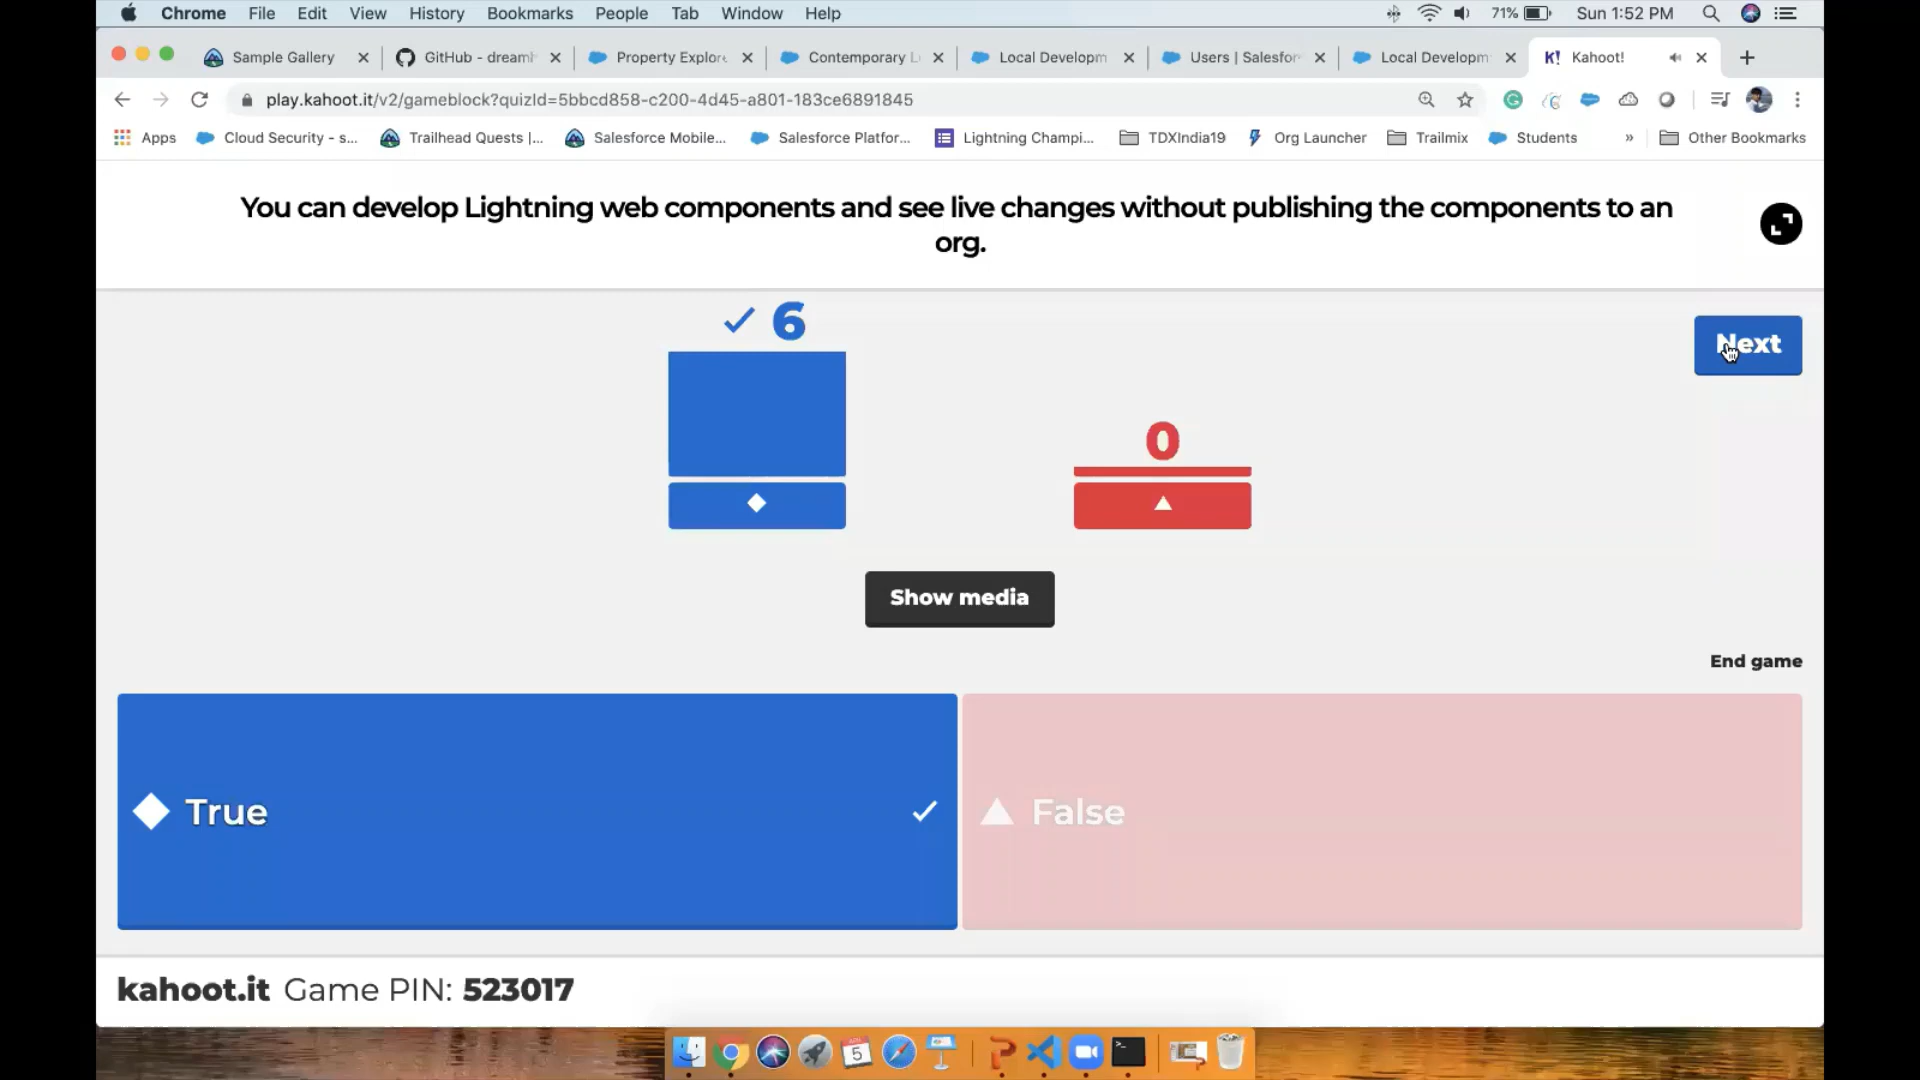 Chrome File Edit View History Bookmarks People Tab Window Help 71% Sun 1:52 PM
Sample Gallery GitHub - dreamh Property Explore Contemporary L Local Developm Users | Salesfor Local Developm K! Kahoot!
play.kahoot.it/v2/gameblock?quizId=5bbcd858-c200-4d45-a801-183ce6891845
Apps Cloud Security - s... Trailhead Quests |... Salesforce Mobile... Salesforce Platfor... Lightning Champi... TDXIndia19 Org Launcher Trailmix Students » Other Bookmarks
You can develop Lightning web components and see live changes without publishing the components to an
org.
6
Next
0
Show media
End game
True
False
kahoot.it Game PIN: 523017
5